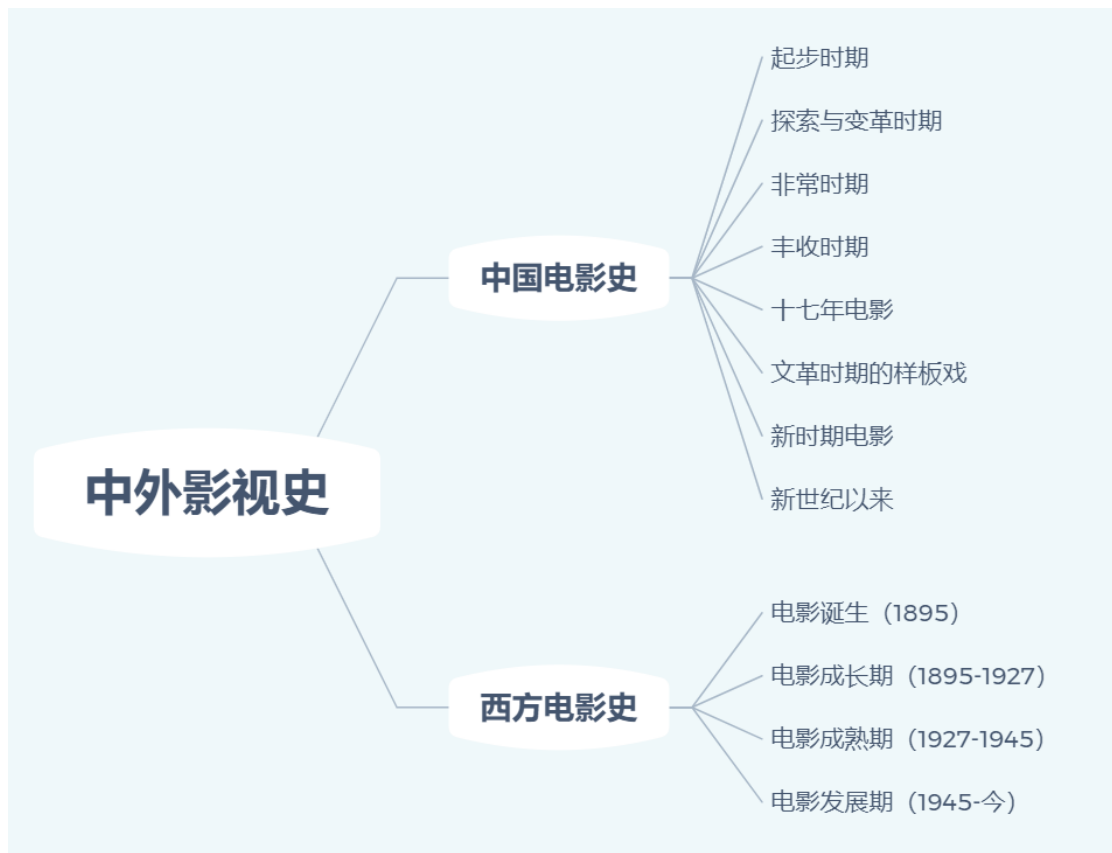 中外影视史
中国电影史
起步时期
探索与变革时期
非常时期
丰收时期
十七年电影
文革时期的样板戏
新时期电影
新世纪以来
西方电影史
电影诞生（1895）
电影成长期（1895-1927）
电影成熟期（1927-1945）
电影发展期（1945-今）